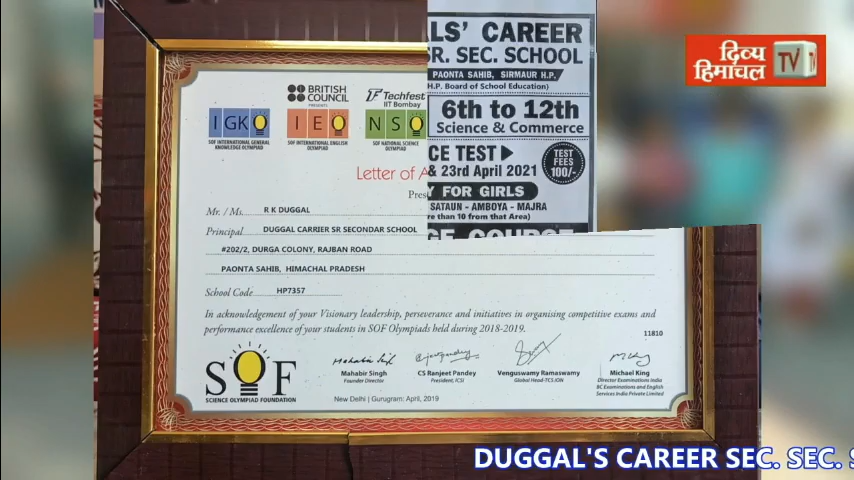 दिव्य
हिमांचल
TV
LS' CAREER
SR. SEC. SCHOOL
PAONTA SAHIB, SIRMAUR H.P.
H.P. Board of School Education)
6th to 12th
Science & Commerce
CE TEST
& 23rd April 2021
TEST
FEES
100/-
Y FOR GIRLS
SATAUN - AMBOYA - MAJRA
re than 10 from that Area)
GE COURSE
BRITISH
COUNCIL
PRESENTS
Techfest
IIT Bombay
IGKO
SOF INTERNATIONAL GENERAL
KNOWLEDGE OLYMPIAD
IEO
SOF INTERNATIONAL ENGLISH
OLYMPIAD
NSO
SOF NATIONAL SCIENCE
OLYMPIAD
Letter of A
Pres
Mr. / Ms. R K DUGGAL
Principal DUGGAL CARRIER SR SECONDAR SCHOOL
#202/2, DURGA COLONY, RAJBAN ROAD
PAONTA SAHIB, HIMACHAL PRADESH
School Code HP7357
In acknowledgement of your Visionary leadership, perseverance and initiatives in organising competitive exams and
performance excellence of your students in SOF Olympiads held during 2018-2019.
11810
SOF
SCIENCE OLYMPIAD FOUNDATION
Mahabir Singh
Founder Director
CS Ranjeet Pandey
President, ICSI
Venguswamy Ramaswamy
Global Head-TCS iON
Michael King
Director Examinations India
BC Examinations and English
Services India Private Limited
New Delhi | Gurugram: April, 2019
DUGGAL'S CAREER SEC. SEC. S